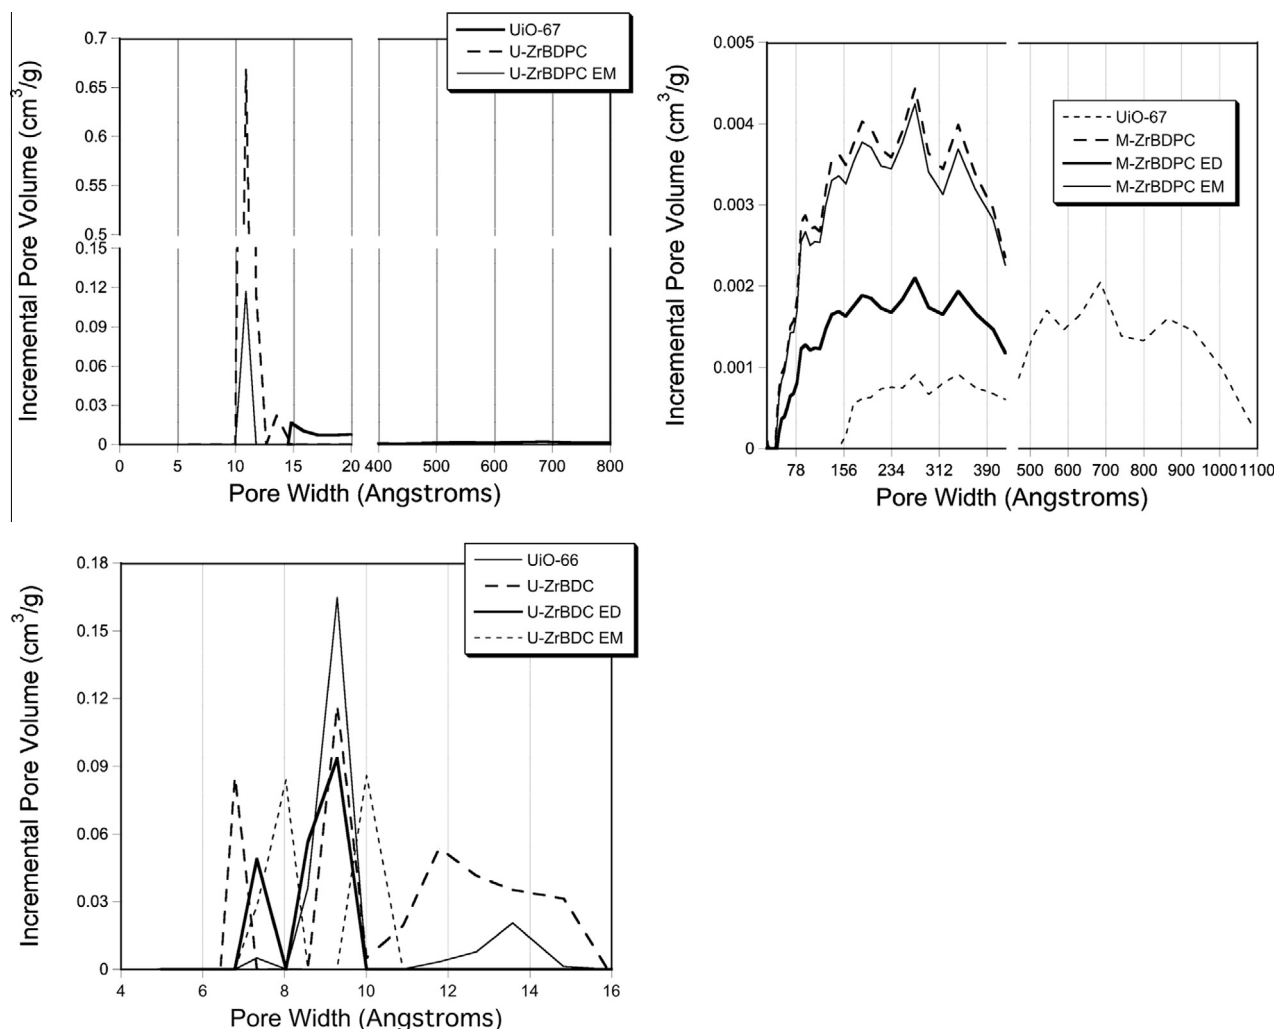 UiO-67
U-ZrBDPC
U-ZrBDPC EM
Incremental Pore Volume (cm³/g)
0.7
0.65
0.6
0.55
0.5
0.15
0.12
0.09
0.06
0.03
0
0 5 10 15 20 400 500 600 700 800
Pore Width (Angstroms)
UiO-67
M-ZrBDPC
M-ZrBDPC ED
M-ZrBDPC EM
Incremental Pore Volume (cm³/g)
0.005
0.004
0.003
0.002
0.001
0
78 156 234 312 390 500 600 700 800 900 1000 1100
Pore Width (Angstroms)
UiO-66
U-ZrBDC
U-ZrBDC ED
U-ZrBDC EM
Incremental Pore Volume (cm³/g)
0.18
0.15
0.12
0.09
0.06
0.03
0
4 6 8 10 12 14 16
Pore Width (Angstroms)